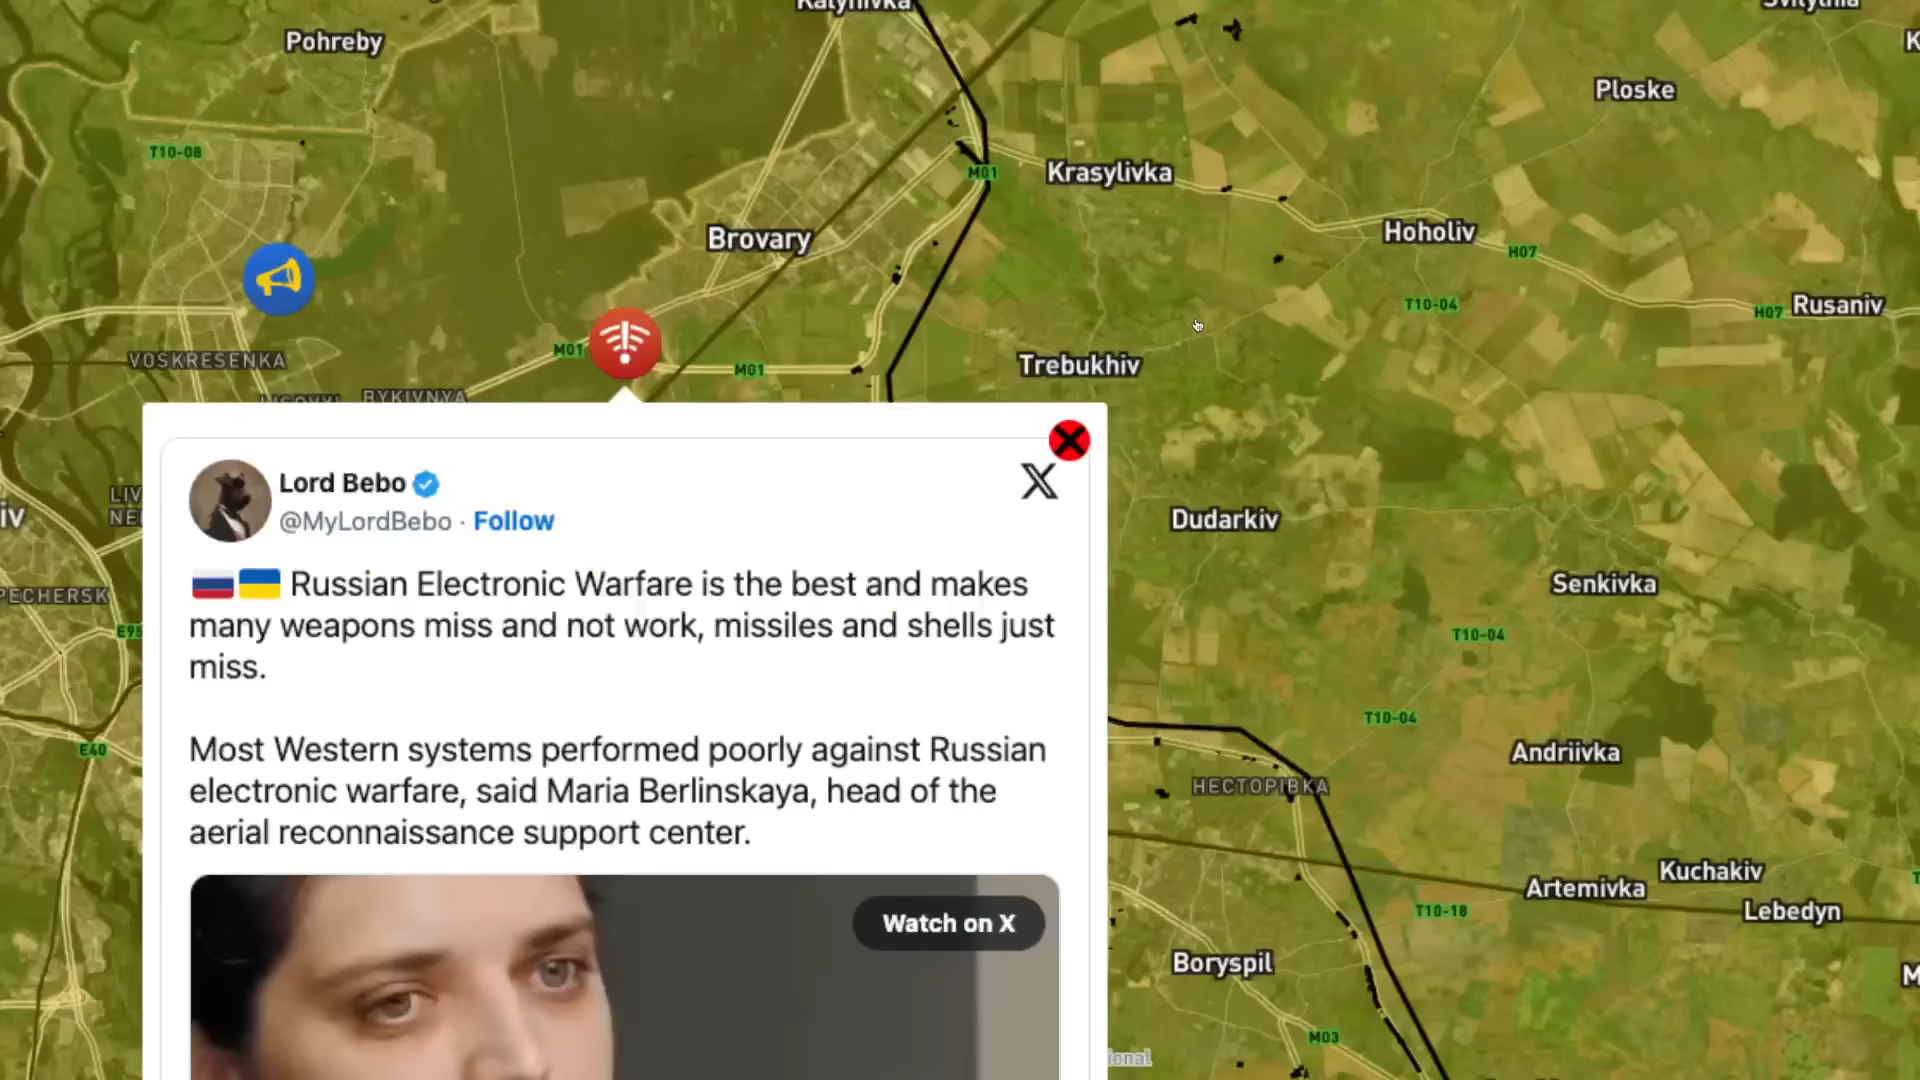 Kalynivka
Pohreby
Ploske
T10-08
M01
Krasylivka
Brovary
Hoholiv
H07
T10-04
H07
Rusaniv
M01
M01
VOSKRESENKA
BYKIVNYA
Trebukhiv
Lord Bebo
@MyLordBebo · Follow
Dudarkiv
Russian Electronic Warfare is the best and makes
many weapons miss and not work, missiles and shells just
miss.
Senkivka
PECHERSK
T10-04
E95
T10-04
Most Western systems performed poorly against Russian
electronic warfare, said Maria Berlinskaya, head of the
aerial reconnaissance support center.
E40
Andriivka
НЕСТОРІВКА
Kuchakiv
Artemivka
T10-18
Lebedyn
Watch on X
Boryspil
M03